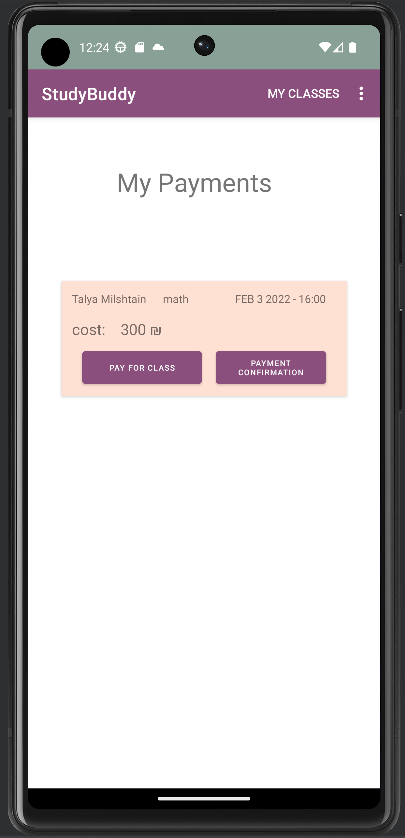 12:24
StudyBuddy MY CLASSES
My Payments
Talya Milshtain math FEB 3 2022 - 16:00
cost: 300 ₪
PAY FOR CLASS
PAYMENT
CONFIRMATION